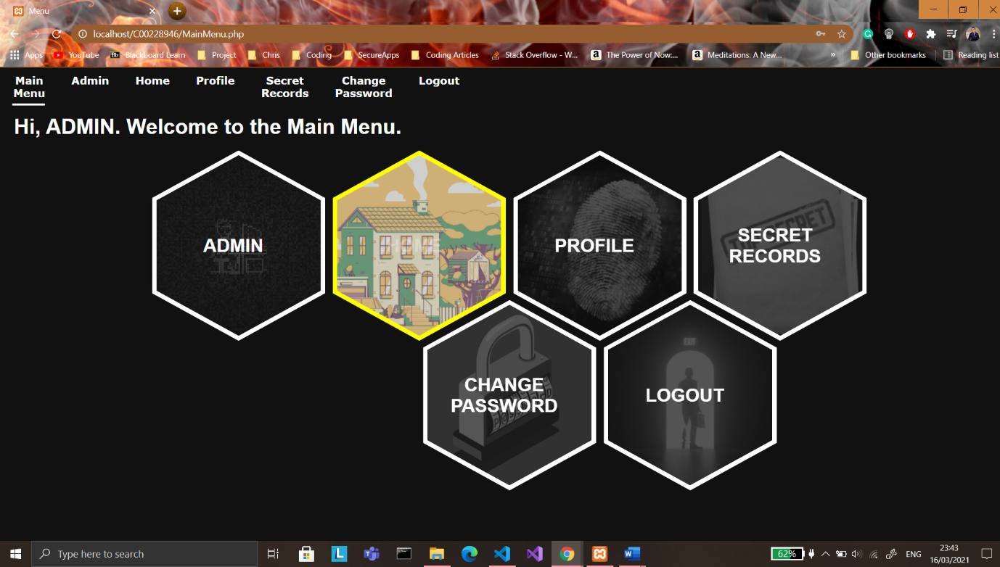 Menu
localhost/C00228946/MainMenu.php
Apps
YouTube
Bb
Blackboard Learn
Project
Chris
Coding
SecureApps
Coding Articles
Stack Overflow - W...
The Power of Now:...
Meditations: A New...
»
Other bookmarks
Reading list
Main Menu
Admin
Home
Profile
Secret Records
Change Password
Logout
Hi, ADMIN. Welcome to the Main Menu.
ADMIN
PROFILE
SECRET
RECORDS
EXIT
CHANGE
PASSWORD
LOGOUT
Type here to search
62%
ENG
23:43
16/03/2021